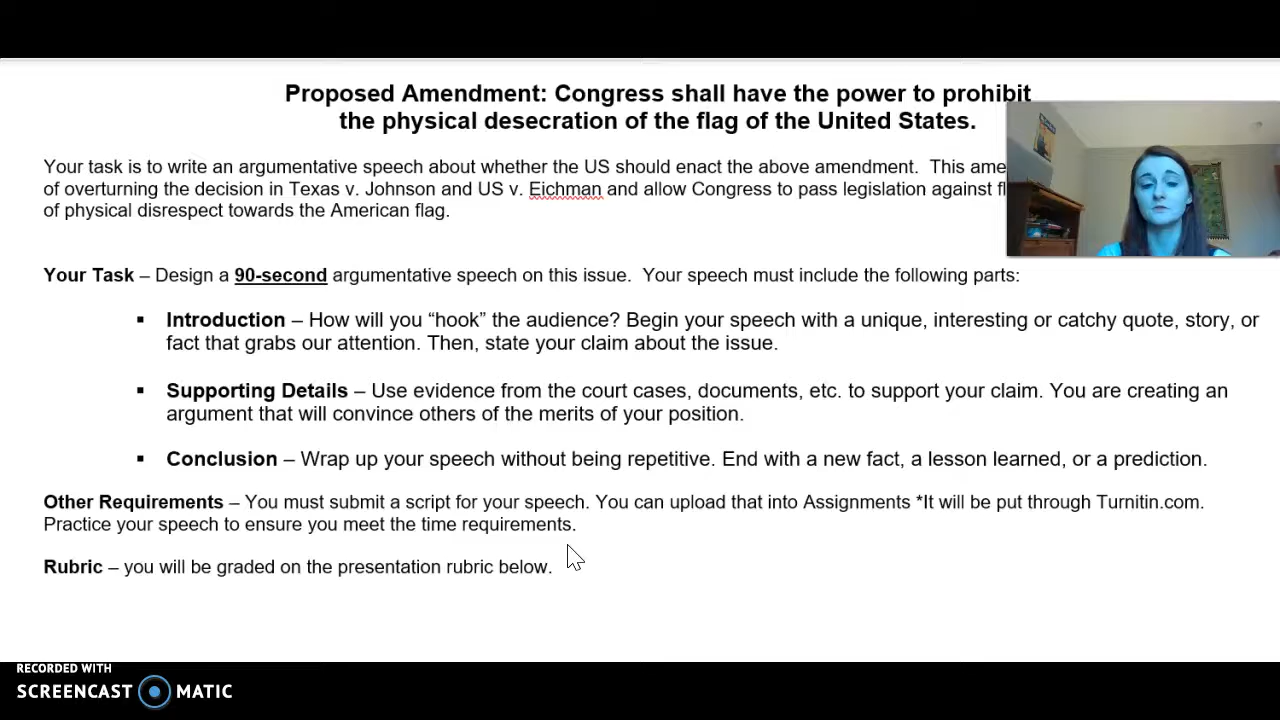 Proposed Amendment: Congress shall have the power to prohibit
the physical desecration of the flag of the United States.
Your task is to write an argumentative speech about whether the US should enact the above amendment. This ame
of overturning the decision in Texas v. Johnson and US v. Eichman and allow Congress to pass legislation against fl
of physical disrespect towards the American flag.
Your Task – Design a 90-second argumentative speech on this issue. Your speech must include the following parts:
▪ Introduction – How will you “hook” the audience? Begin your speech with a unique, interesting or catchy quote, story, or
fact that grabs our attention. Then, state your claim about the issue.
▪ Supporting Details – Use evidence from the court cases, documents, etc. to support your claim. You are creating an
argument that will convince others of the merits of your position.
▪ Conclusion – Wrap up your speech without being repetitive. End with a new fact, a lesson learned, or a prediction.
Other Requirements – You must submit a script for your speech. You can upload that into Assignments *It will be put through Turnitin.com.
Practice your speech to ensure you meet the time requirements.
Rubric – you will be graded on the presentation rubric below.
RECORDED WITH
SCREENCAST MATIC